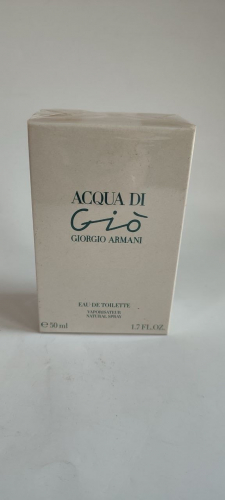 ACQUA DI
Giò
GIORGIO ARMANI
EAU DE TOILETTE
VAPORISATEUR
NATURAL SPRAY
℮ 50 ml 1.7 FL.OZ.